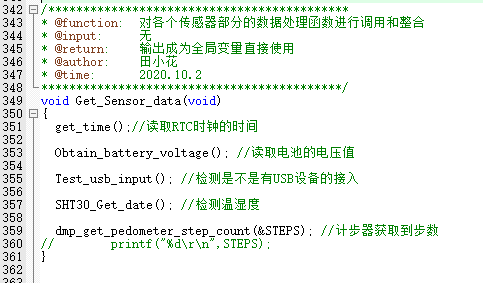 342 /******************************************
343 * @function: 对各个传感器部分的数据处理函数进行调用和整合
344 * @input: 无
345 * @return: 输出成为全局变量直接使用
346 * @author: 田小花
347 * @time: 2020.10.2
348 ******************************************/
349 void Get_Sensor_data(void)
350 {
351 get_time();//读取RTC时钟的时间
352
353 Obtain_battery_voltage(); //读取电池的电压值
354
355 Test_usb_input(); //检测是不是有USB设备的接入
356
357 SHT30_Get_date(); //检测温湿度
358
359 dmp_get_pedometer_step_count(&STEPS); //计步器获取到步数
360 // printf("%d\r\n",STEPS);
361 }
362
363